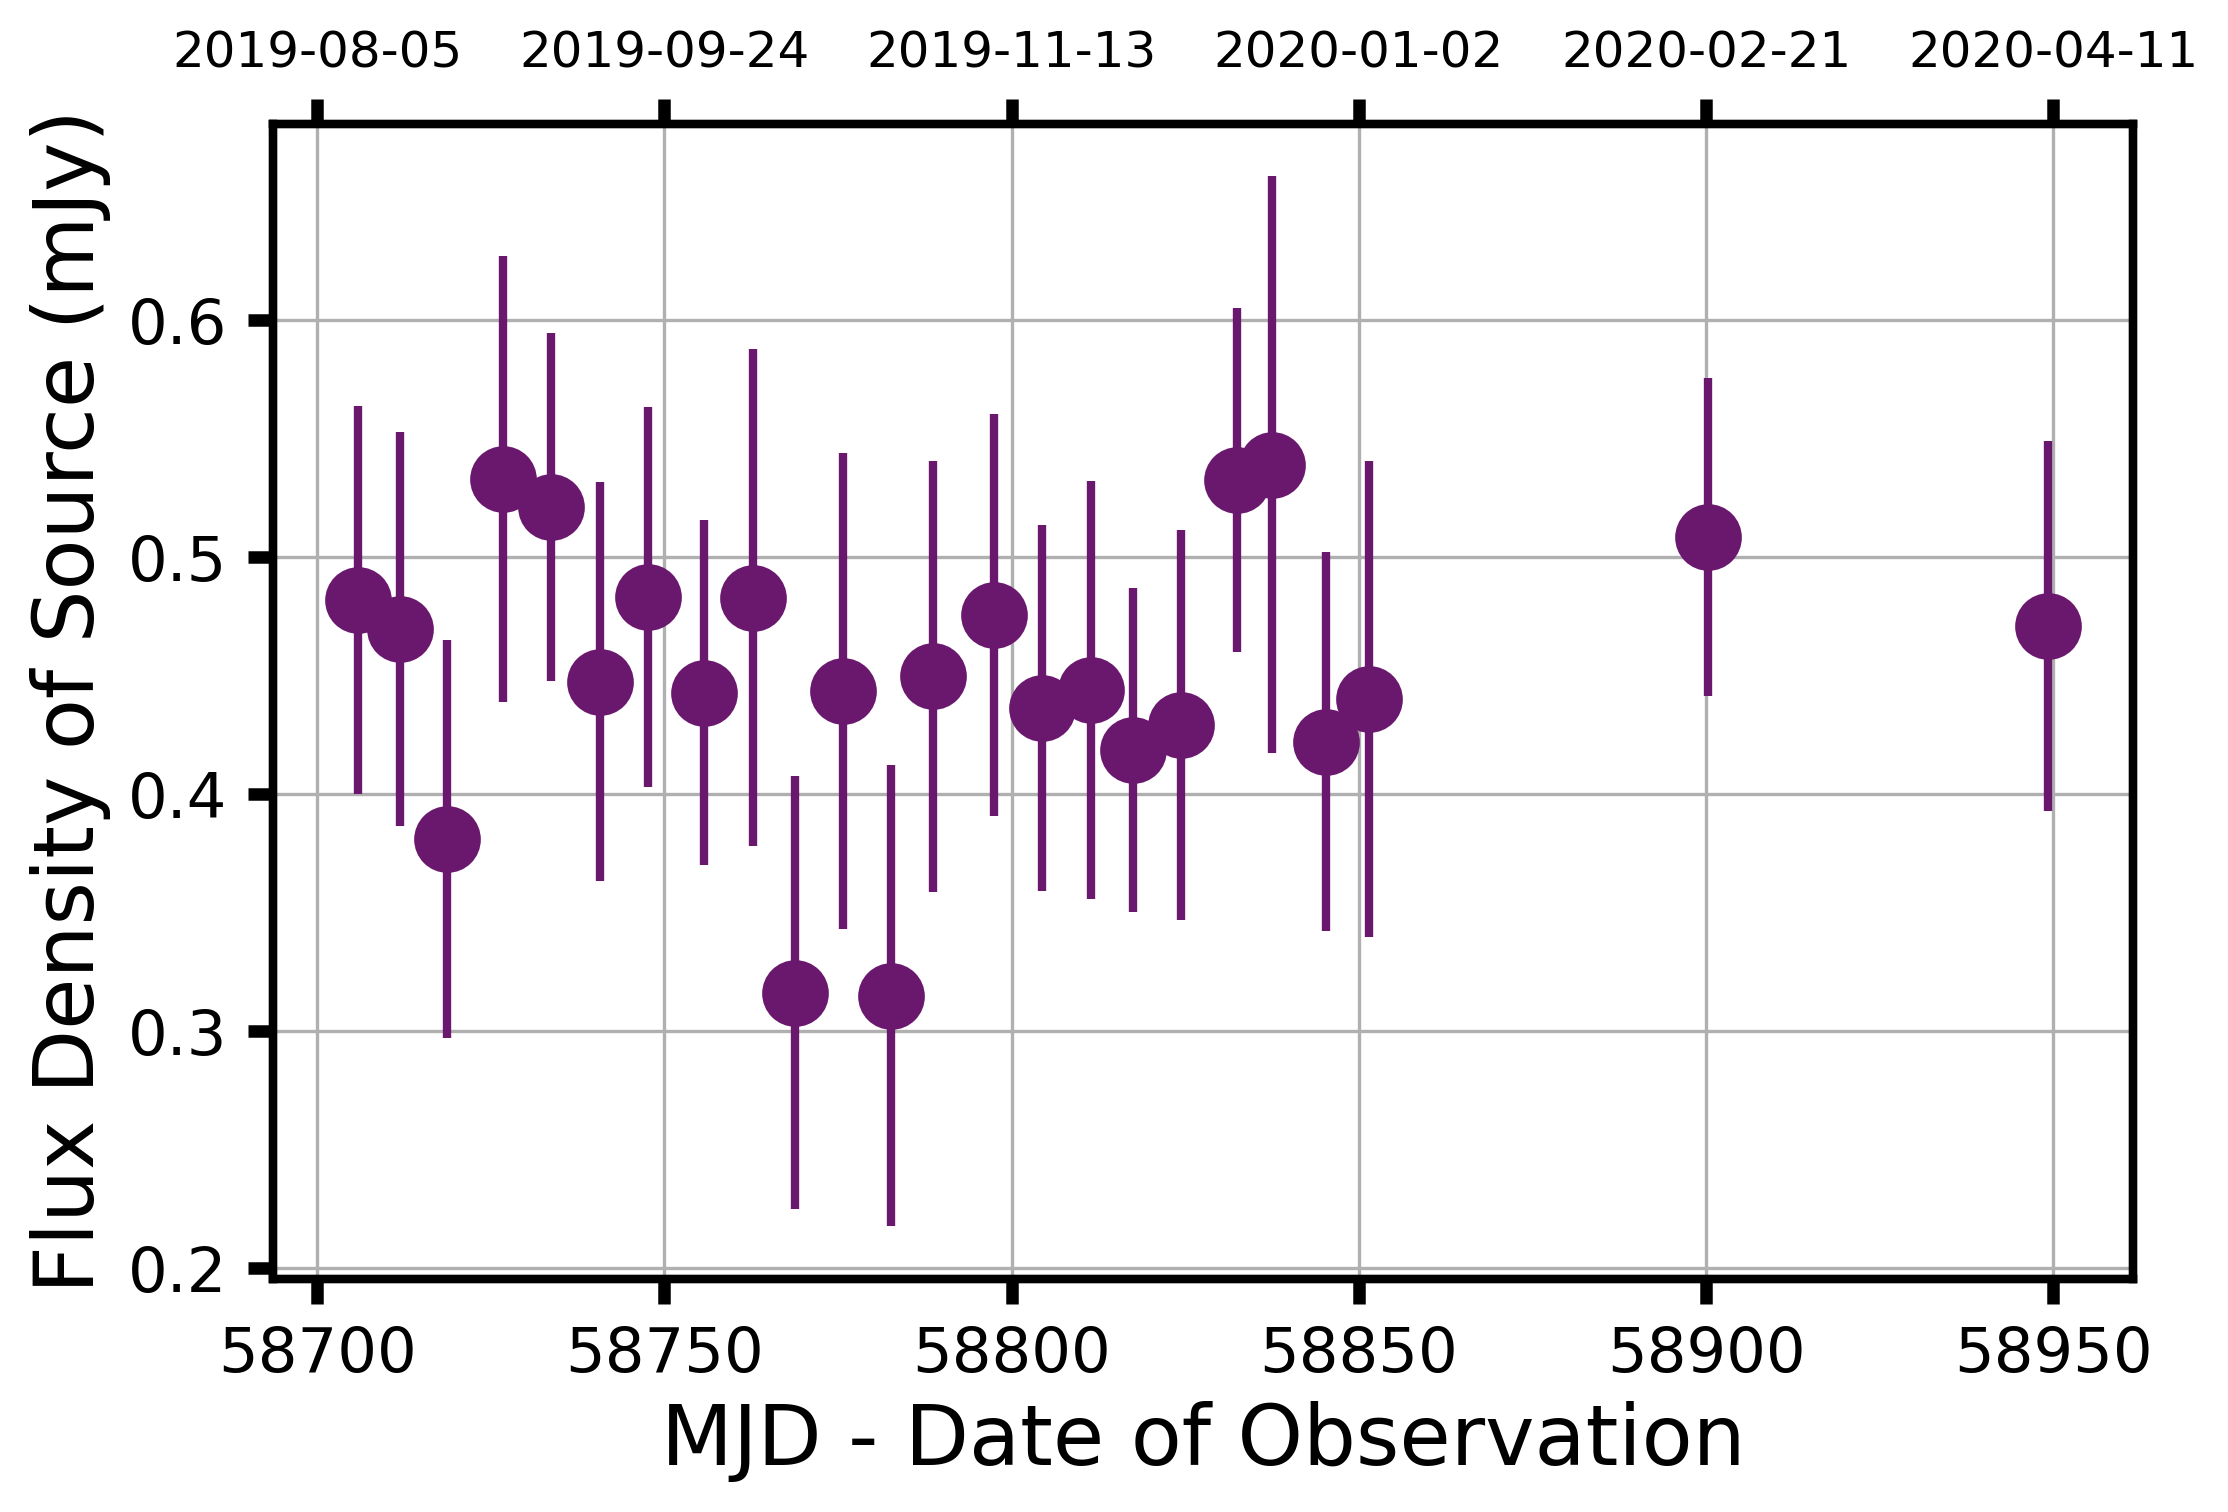 2019-08-05 2019-09-24 2019-11-13 2020-01-02 2020-02-21 2020-04-11
Flux Density of Source (mJy)
0.6
0.5
0.4
0.3
0.2
58700 58750 58800 58850 58900 58950
MJD - Date of Observation